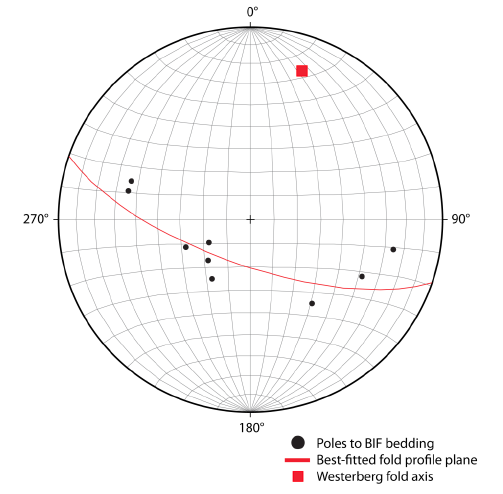 0°
270°
90°
180°
Poles to BIF bedding
Best-fitted fold profile plane
Westerberg fold axis